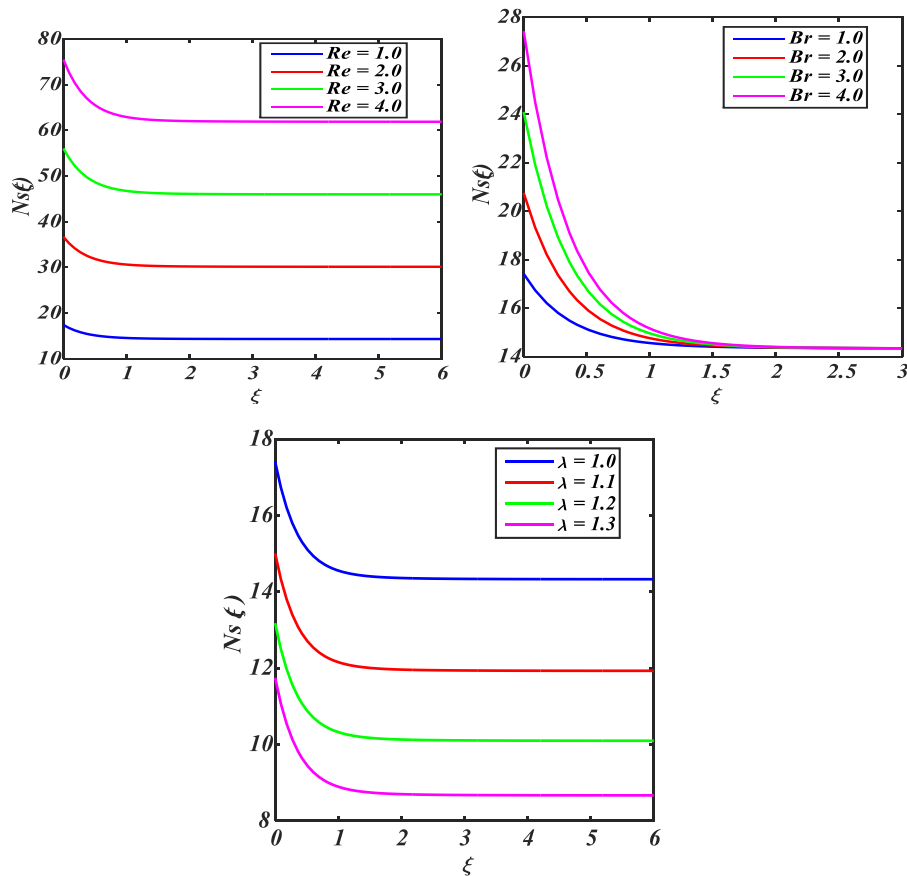 80
70
60
50
40
30
20
10
0
1
2
3
4
5
6
Ns(ξ)
ξ
Re = 1.0
Re = 2.0
Re = 3.0
Re = 4.0
28
26
24
22
20
18
16
14
0
0.5
1
1.5
2
2.5
3
Ns(ξ)
ξ
Br = 1.0
Br = 2.0
Br = 3.0
Br = 4.0
18
16
14
12
10
8
0
1
2
3
4
5
6
Ns(ξ)
ξ
λ = 1.0
λ = 1.1
λ = 1.2
λ = 1.3